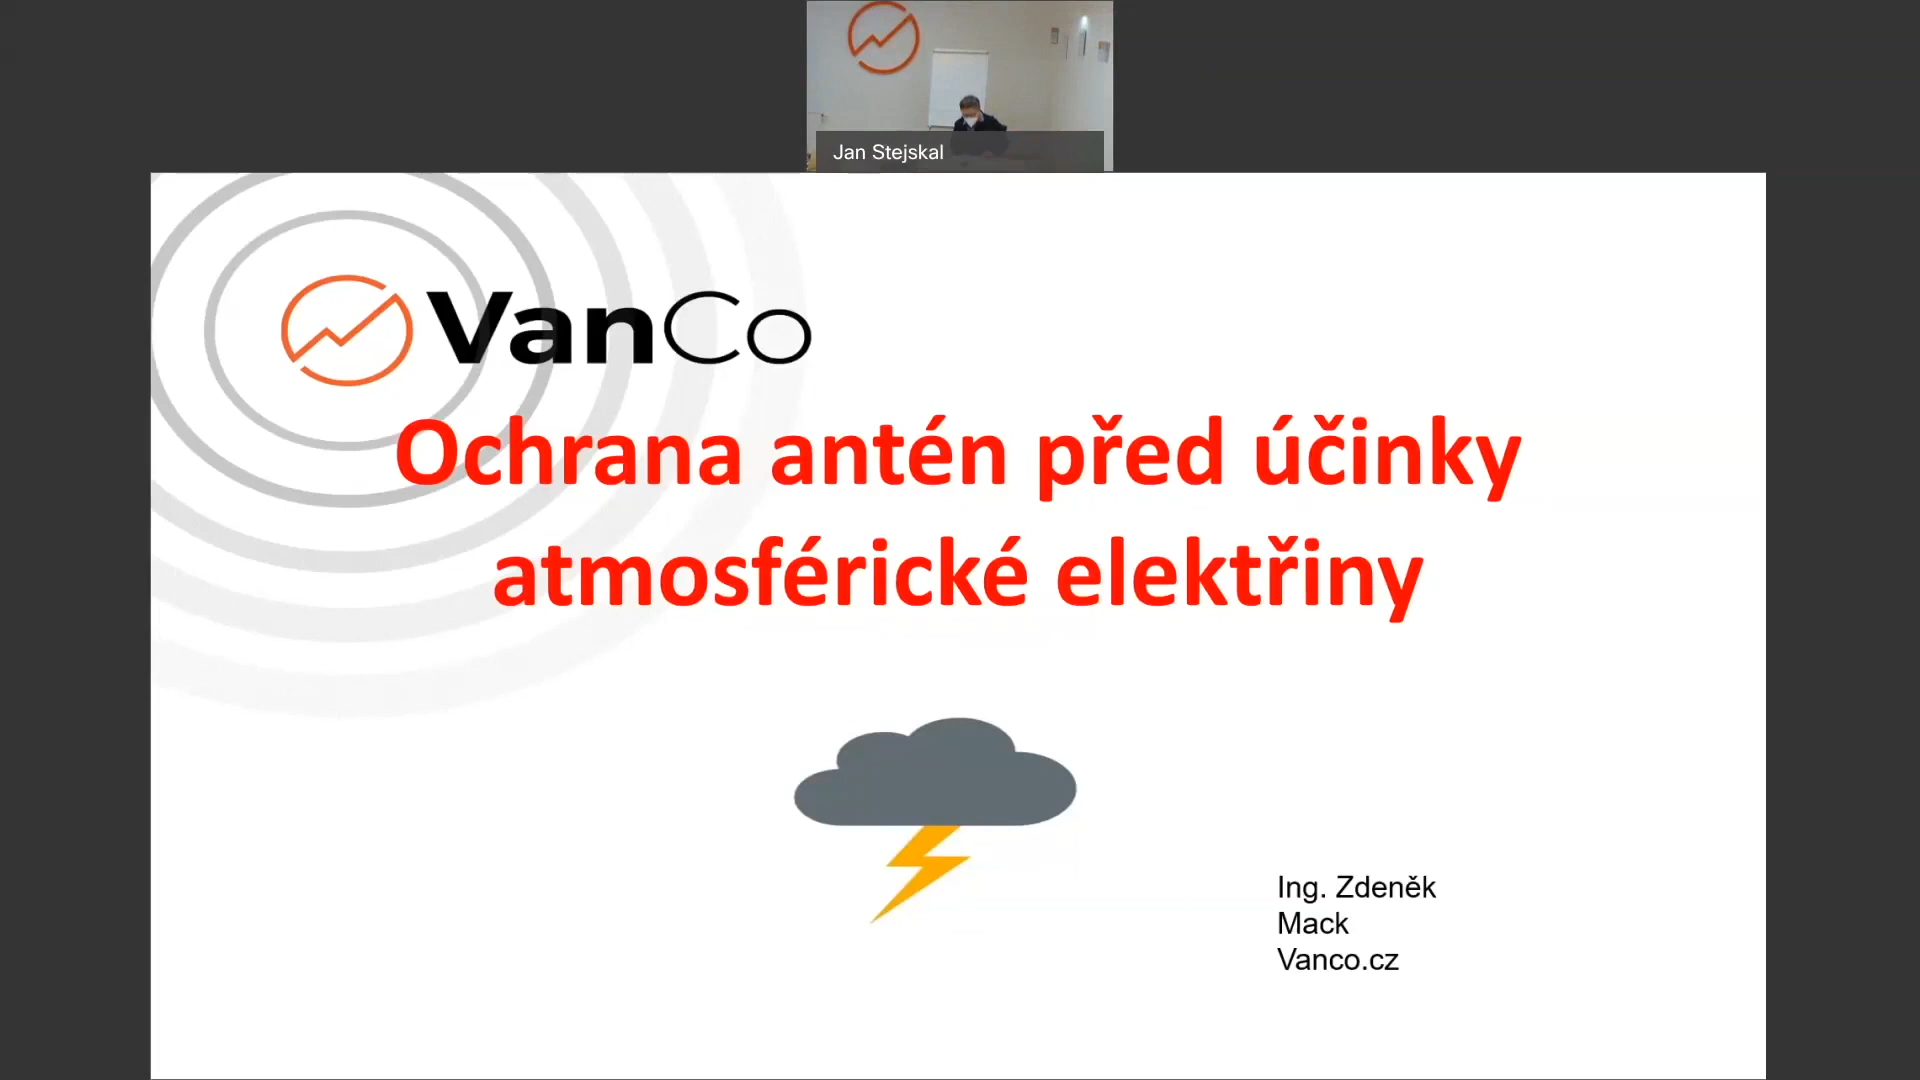 Jan Stejskal
VanCo
Ochrana antén před účinky
atmosférické elektřiny
Ing. Zdeněk
Mack
Vanco.cz